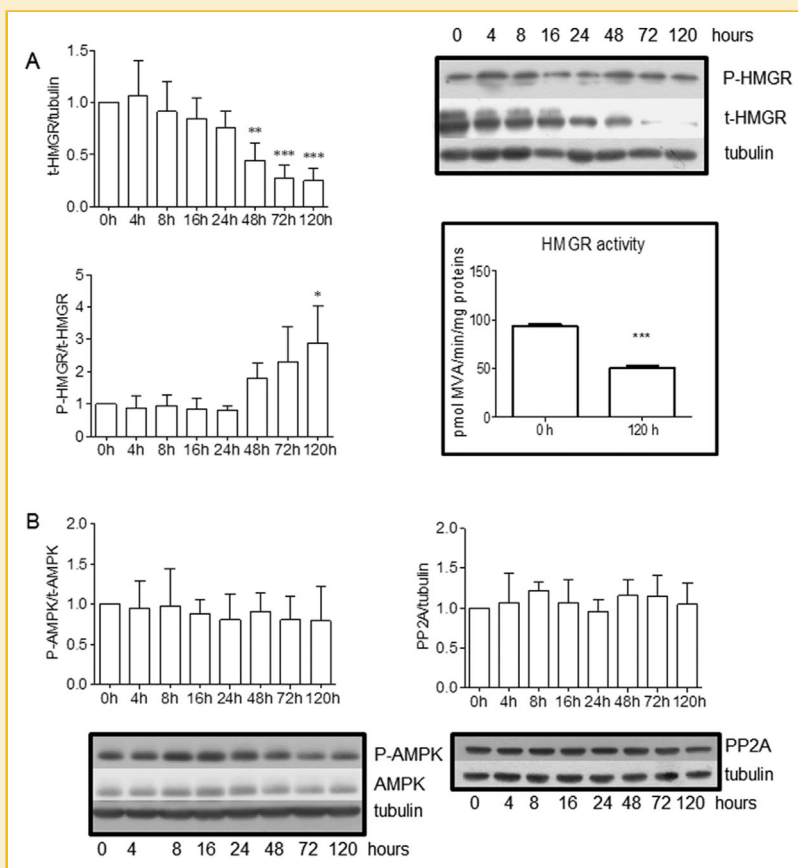 A
t-HMGR/tubulin
1.5
1.0
0.5
0.0
** *** ***
0h 4h 8h 16h 24h 48h 72h 120h
0 4 8 16 24 48 72 120 hours
P-HMGR
t-HMGR
tubulin
P-HMGR/t-HMGR
5
4
3
2
1
0
*
0h 4h 8h 16h 24h 48h 72h 120h
HMGR activity
pmol MVA/min/mg proteins
150
100
50
0
***
0h 120 h
B
P-AMPK/t-AMPK
2.0
1.5
1.0
0.5
0.0
0h 4h 8h 16h 24h 48h 72h 120h
P-AMPK
AMPK
tubulin
0 4 8 16 24 48 72 120 hours
PP2A/tubulin
2.0
1.5
1.0
0.5
0.0
0h 4h 8h 16h 24h 48h 72h 120h
PP2A
tubulin
0 4 8 16 24 48 72 120 hours